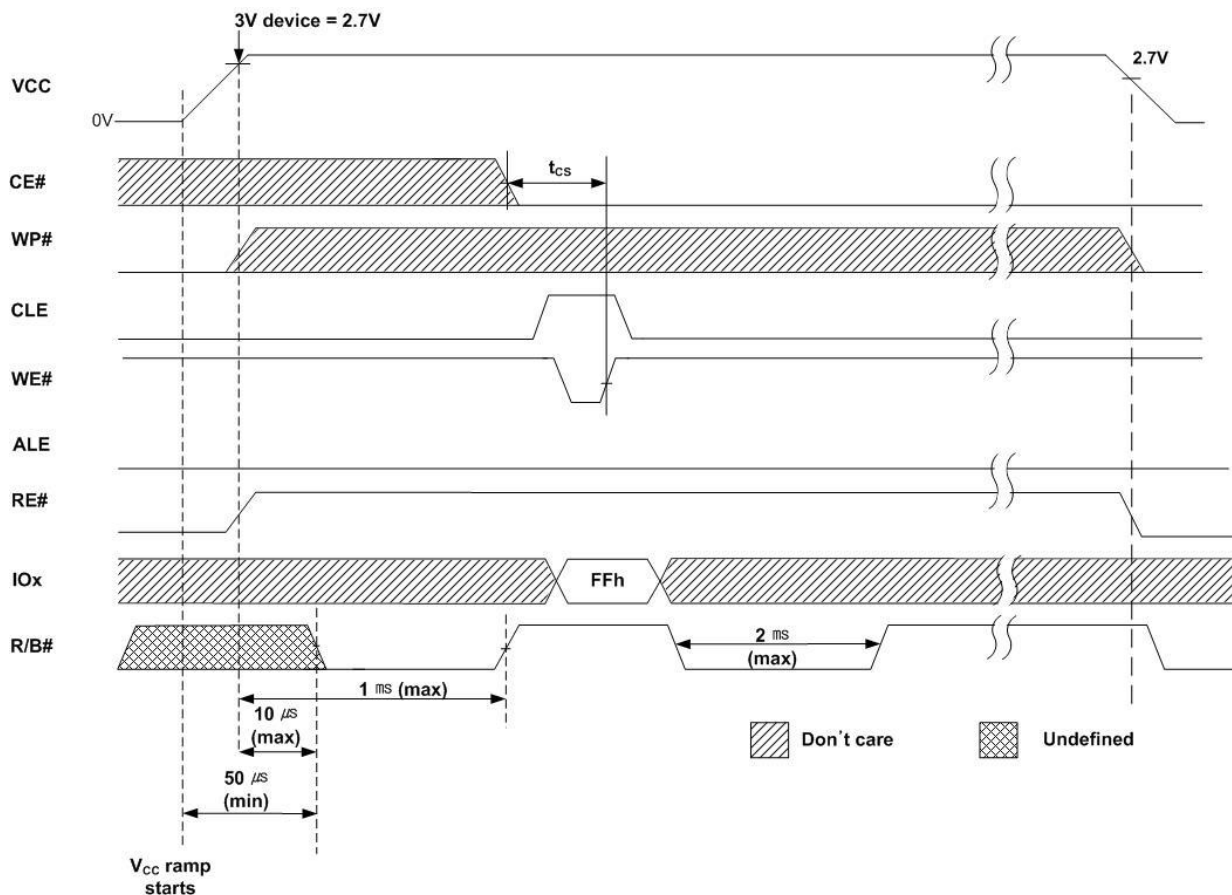 3V device = 2.7V
VCC
0V
2.7V
CE#
tCS
WP#
CLE
WE#
ALE
RE#
IOx
FFh
R/B#
2 ㎳
(max)
1 ㎳ (max)
10 ㎲
(max)
Don't care
Undefined
50 ㎲
(min)
VCC ramp
starts